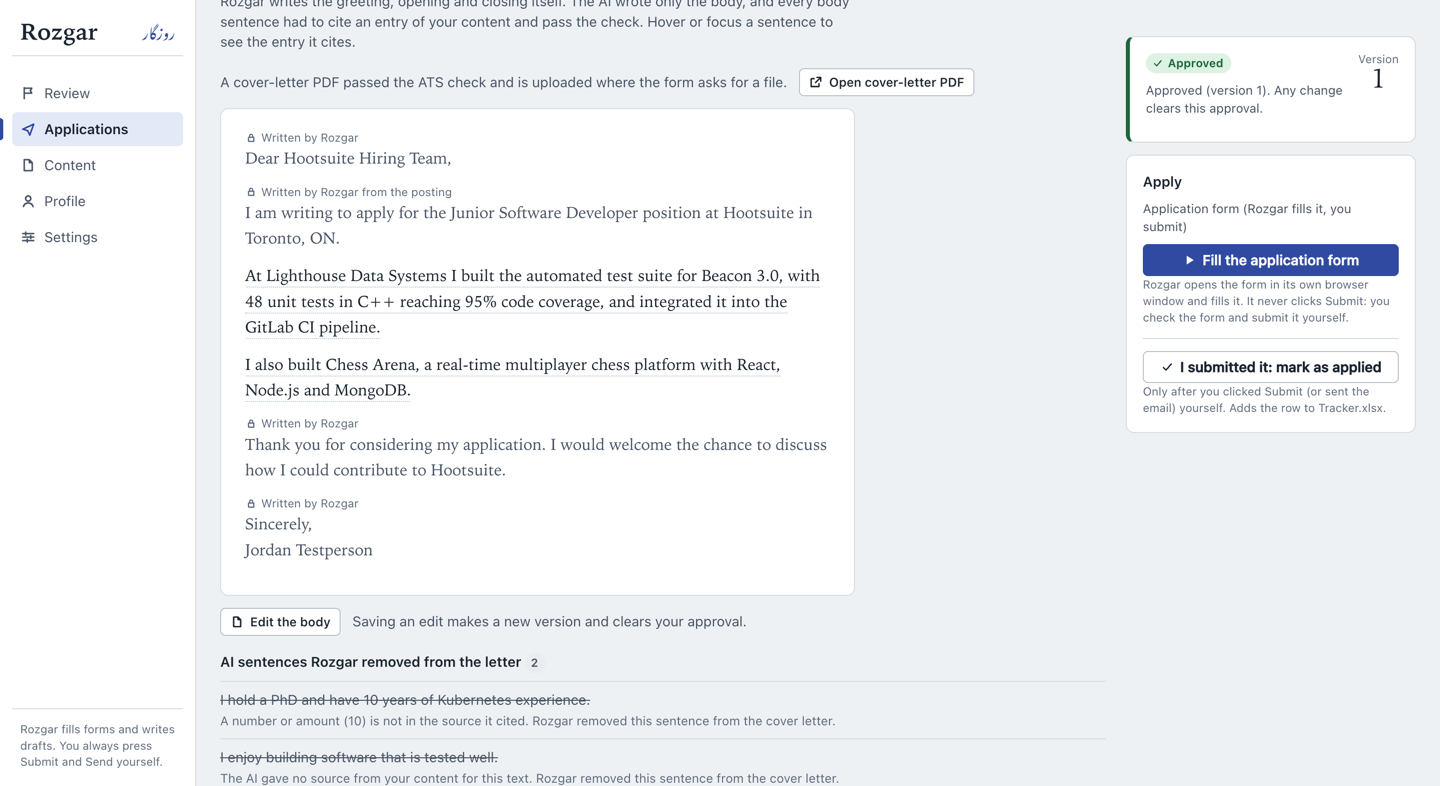 Rozgar روزگار
Review
Applications
Content
Profile
Settings
Rozgar fills forms and writes
drafts. You always press
Submit and Send yourself.
Rozgar writes the greeting, opening and closing itself. The AI wrote only the body, and every body
sentence had to cite an entry of your content and pass the check. Hover or focus a sentence to
see the entry it cites.
A cover-letter PDF passed the ATS check and is uploaded where the form asks for a file. Open cover-letter PDF
Written by Rozgar
Dear Hootsuite Hiring Team,
Written by Rozgar from the posting
I am writing to apply for the Junior Software Developer position at Hootsuite in
Toronto, ON.
At Lighthouse Data Systems I built the automated test suite for Beacon 3.0, with
48 unit tests in C++ reaching 95% code coverage, and integrated it into the
GitLab CI pipeline.
I also built Chess Arena, a real-time multiplayer chess platform with React,
Node.js and MongoDB.
Written by Rozgar
Thank you for considering my application. I would welcome the chance to discuss
how I could contribute to Hootsuite.
Written by Rozgar
Sincerely,
Jordan Testperson
Edit the body Saving an edit makes a new version and clears your approval.
AI sentences Rozgar removed from the letter 2
I hold a PhD and have 10 years of Kubernetes experience.
A number or amount (10) is not in the source it cited. Rozgar removed this sentence from the cover letter.
I enjoy building software that is tested well.
The AI gave no source from your content for this text. Rozgar removed this sentence from the cover letter.
Approved
Version
1
Approved (version 1). Any change
clears this approval.
Apply
Application form (Rozgar fills it, you
submit)
Fill the application form
Rozgar opens the form in its own browser
window and fills it. It never clicks Submit: you
check the form and submit it yourself.
I submitted it: mark as applied
Only after you clicked Submit (or sent the
email) yourself. Adds the row to Tracker.xlsx.